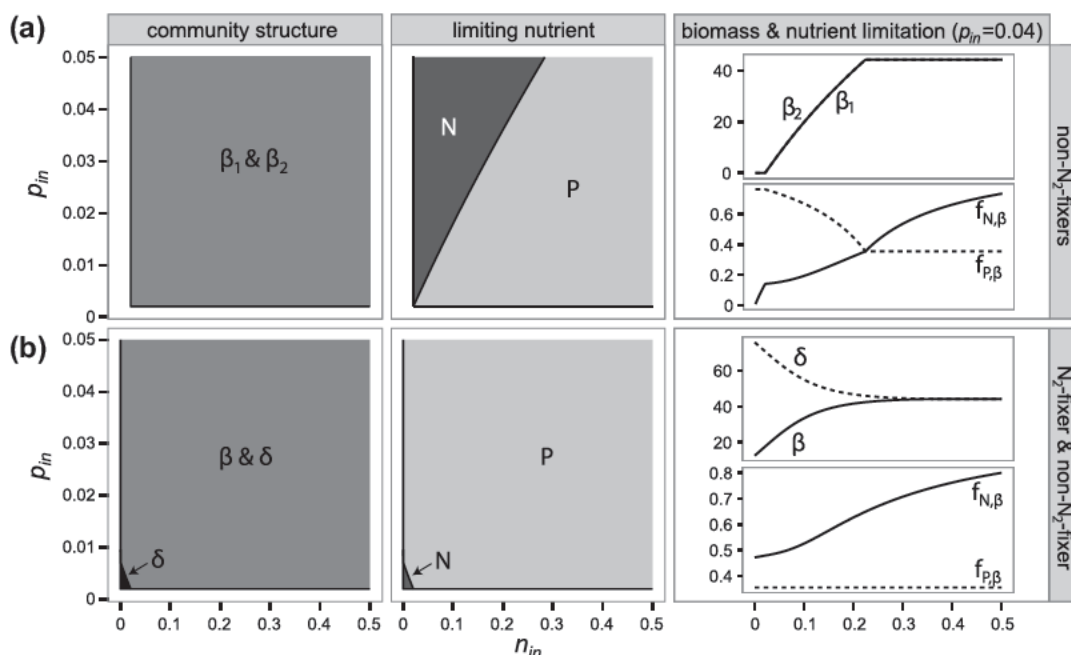 (a)
community structure
limiting nutrient
biomass & nutrient limitation (p_in=0.04)
p_in
0.05
0.04
0.03
0.02
0.01
0
β₁ & β₂
N
P
40
20
0
β₂
β₁
0.6
0.4
0.2
0
f_N,β
f_P,β
non-N₂-fixers
(b)
p_in
0.05
0.04
0.03
0.02
0.01
0
β & δ
δ
P
N
60
40
20
δ
β
0.8
0.7
0.6
0.5
0.4
f_N,β
f_P,β
N₂-fixer & non-N₂-fixer
0 0.1 0.2 0.3 0.4 0.5
0 0.1 0.2 0.3 0.4 0.5
0 0.1 0.2 0.3 0.4 0.5
n_in